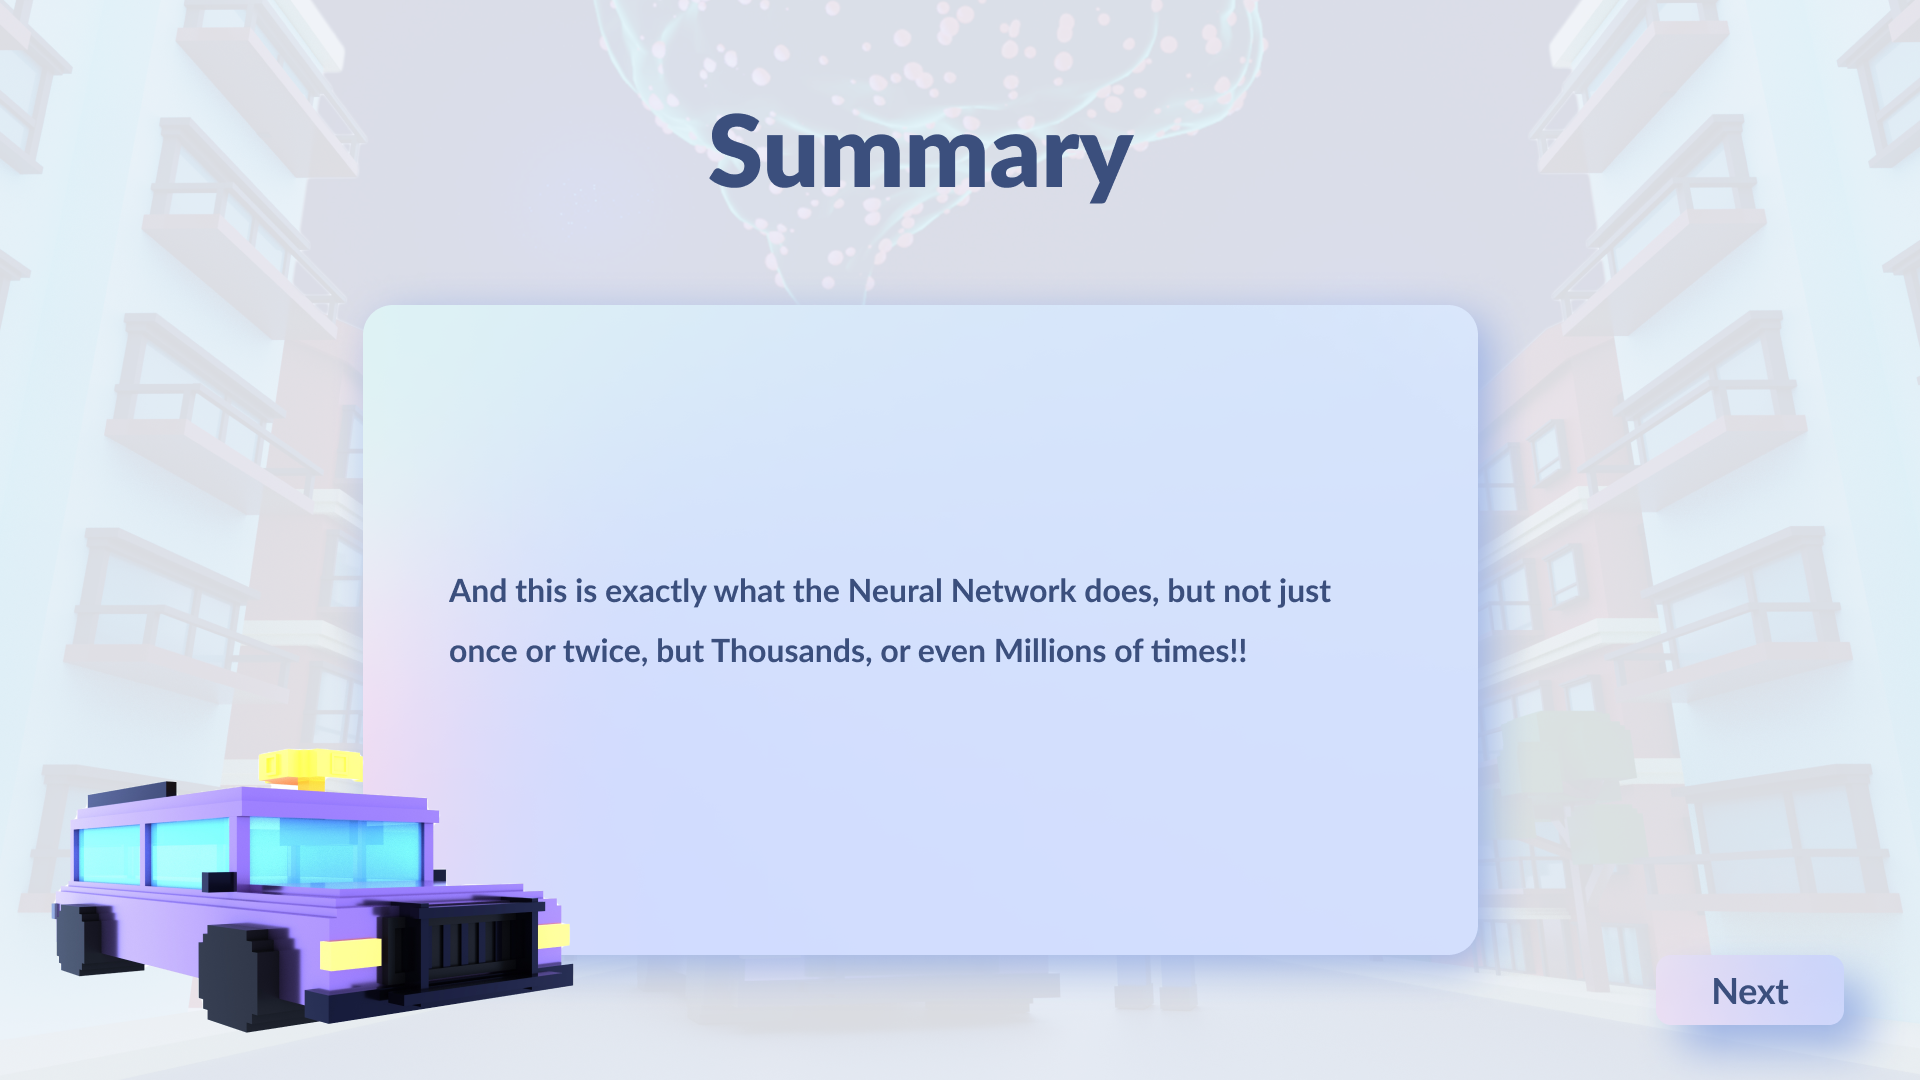 Summary
And this is exactly what the Neural Network does, but not just
once or twice, but Thousands, or even Millions of times!!
Next